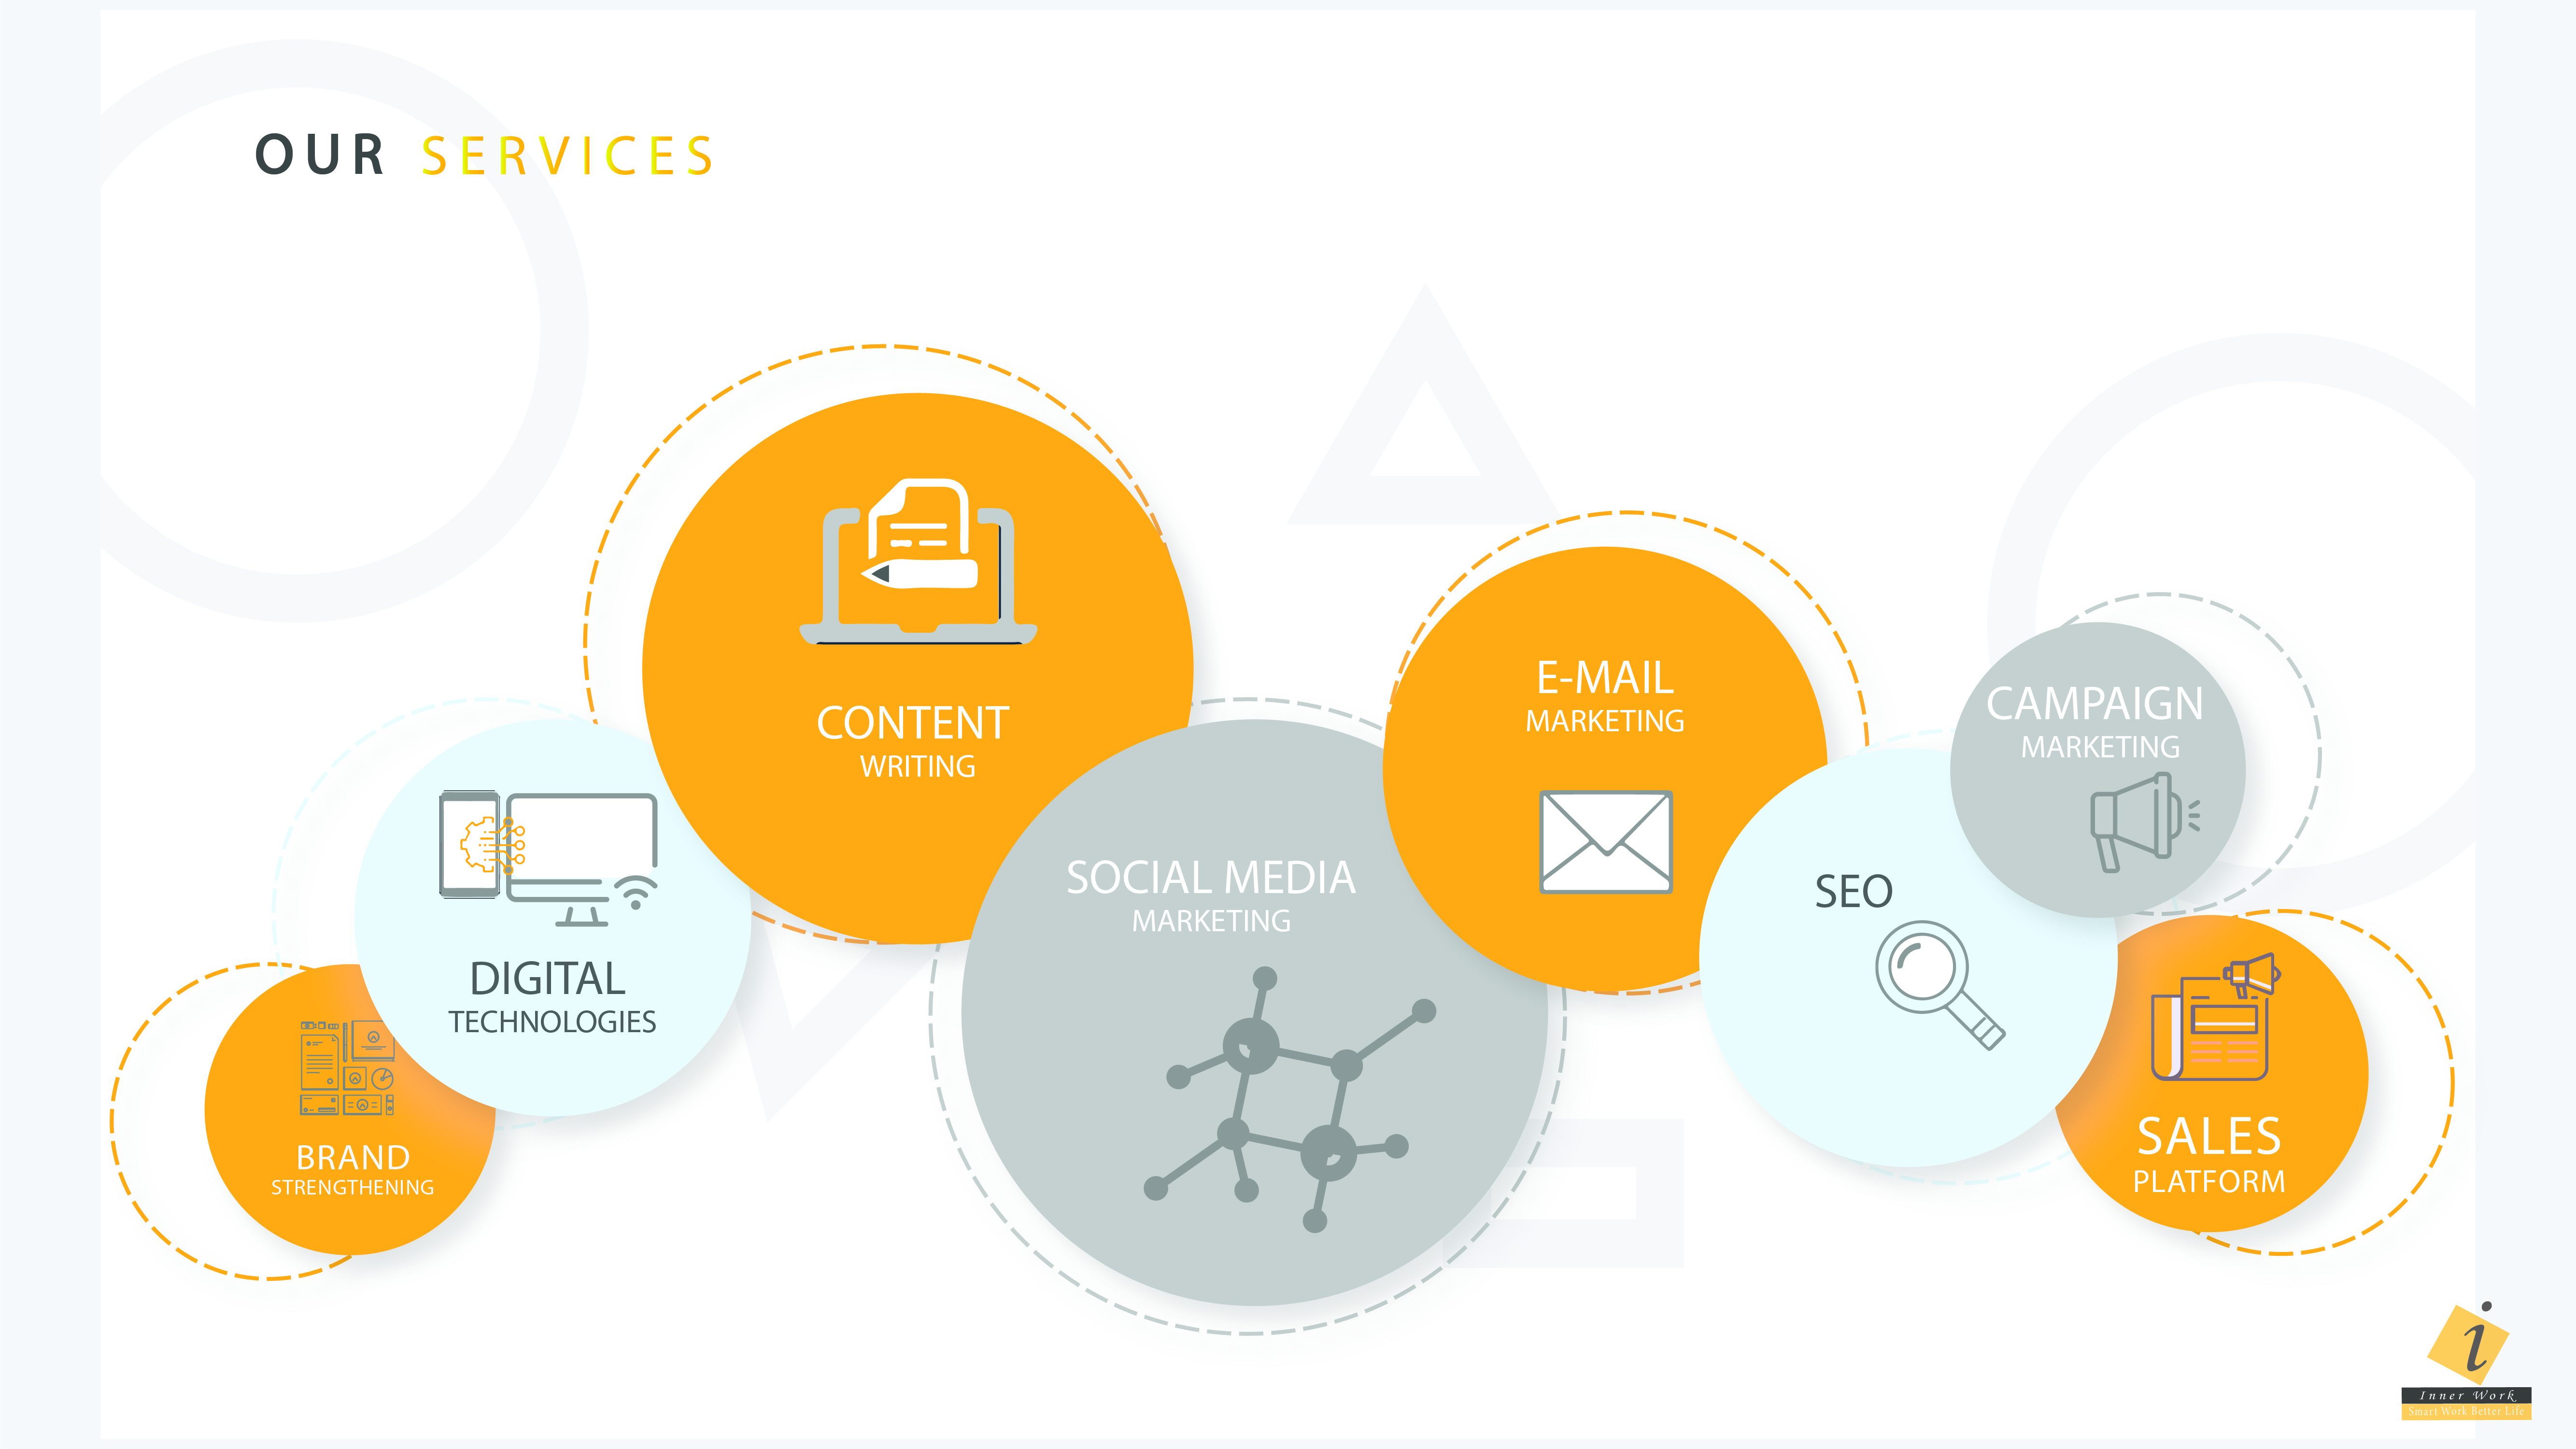 OUR SERVICES
BRAND
STRENGTHENING
DIGITAL
TECHNOLOGIES
CONTENT
WRITING
SOCIAL MEDIA
MARKETING
E-MAIL
MARKETING
SEO
CAMPAIGN
MARKETING
SALES
PLATFORM
i
Inner Work
Smart Work Better Life